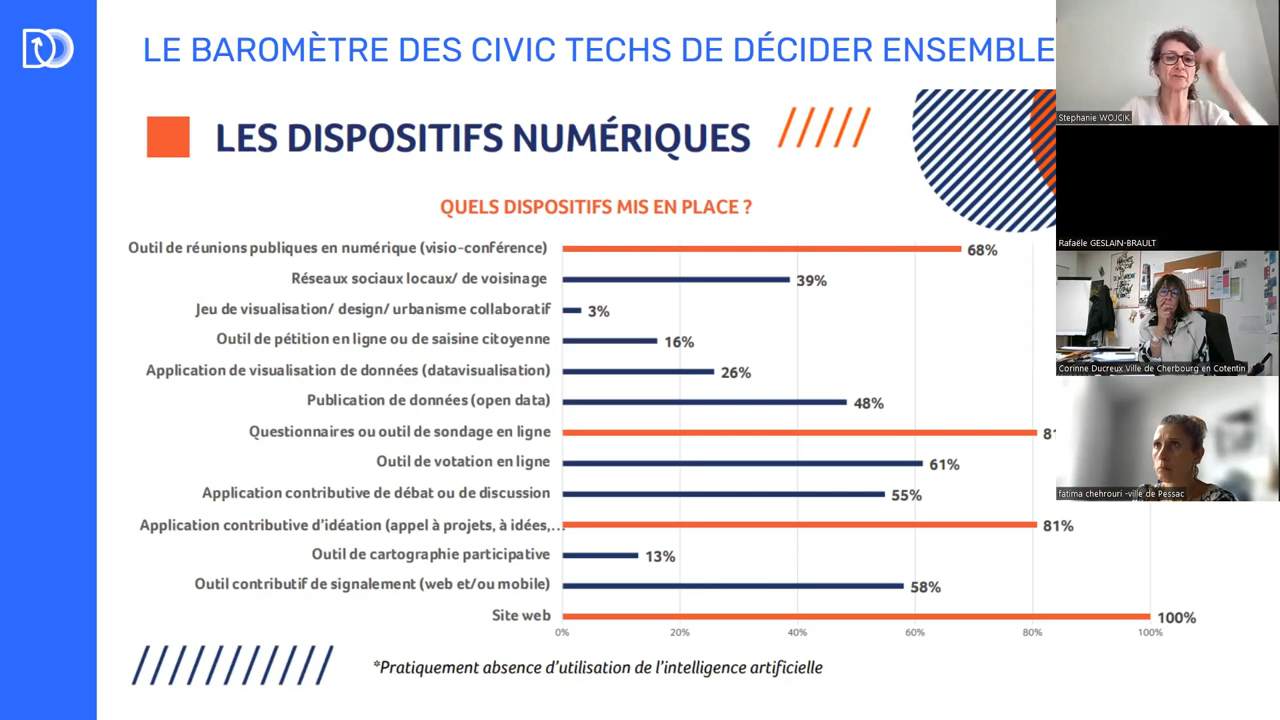 LE BAROMÈTRE DES CIVIC TECHS DE DÉCIDER ENSEMBLE
LES DISPOSITIFS NUMÉRIQUES
QUELS DISPOSITIFS MIS EN PLACE ?
Outil de réunions publiques en numérique (visio-conférence) 68%
Réseaux sociaux locaux/ de voisinage 39%
Jeu de visualisation/ design/ urbanisme collaboratif 3%
Outil de pétition en ligne ou de saisine citoyenne 16%
Application de visualisation de données (datavisualisation) 26%
Publication de données (open data) 48%
Questionnaires ou outil de sondage en ligne 81
Outil de votation en ligne 61%
Application contributive de débat ou de discussion 55%
Application contributive d'idéation (appel à projets, à idées,... 81%
Outil de cartographie participative 13%
Outil contributif de signalement (web et/ou mobile) 58%
Site web 100%
0% 20% 40% 60% 80% 100%
*Pratiquement absence d'utilisation de l'intelligence artificielle
Stephanie WOJCIK
Rafaële GESLAIN-BRAULT
Corinne Ducreux Ville de Cherbourg en Cotentin
fatima chehrouri -ville de Pessac